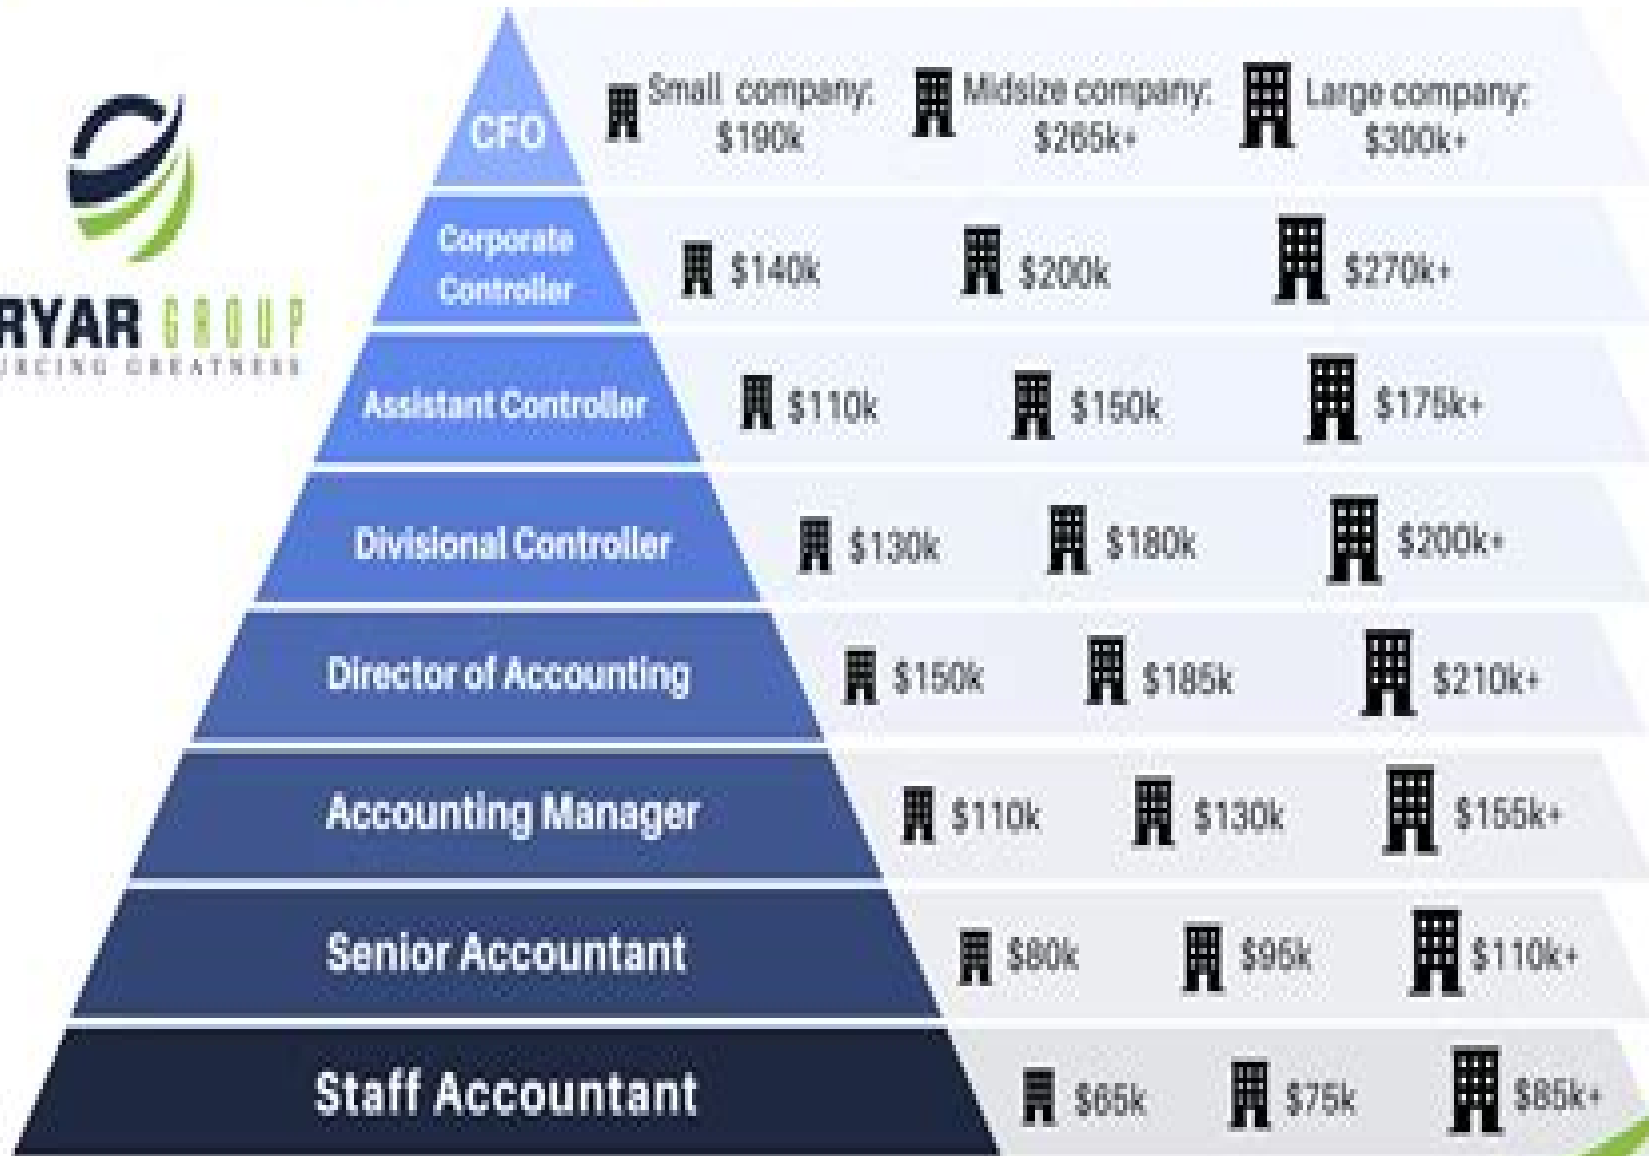 CFO
Small company: Midsize company: Large company:
$190k $265k+ $300k+
Corporate
Controller
$140k $200k $270k+
RYAR GROUP
URCING GREATNESS
Assistant Controller $110k $150k $175k+
Divisional Controller $130k $180k $200k+
Director of Accounting $150k $185k $210k+
Accounting Manager $110k $130k $155k+
Senior Accountant $80k $95k $110k+
Staff Accountant $65k $75k $85k+